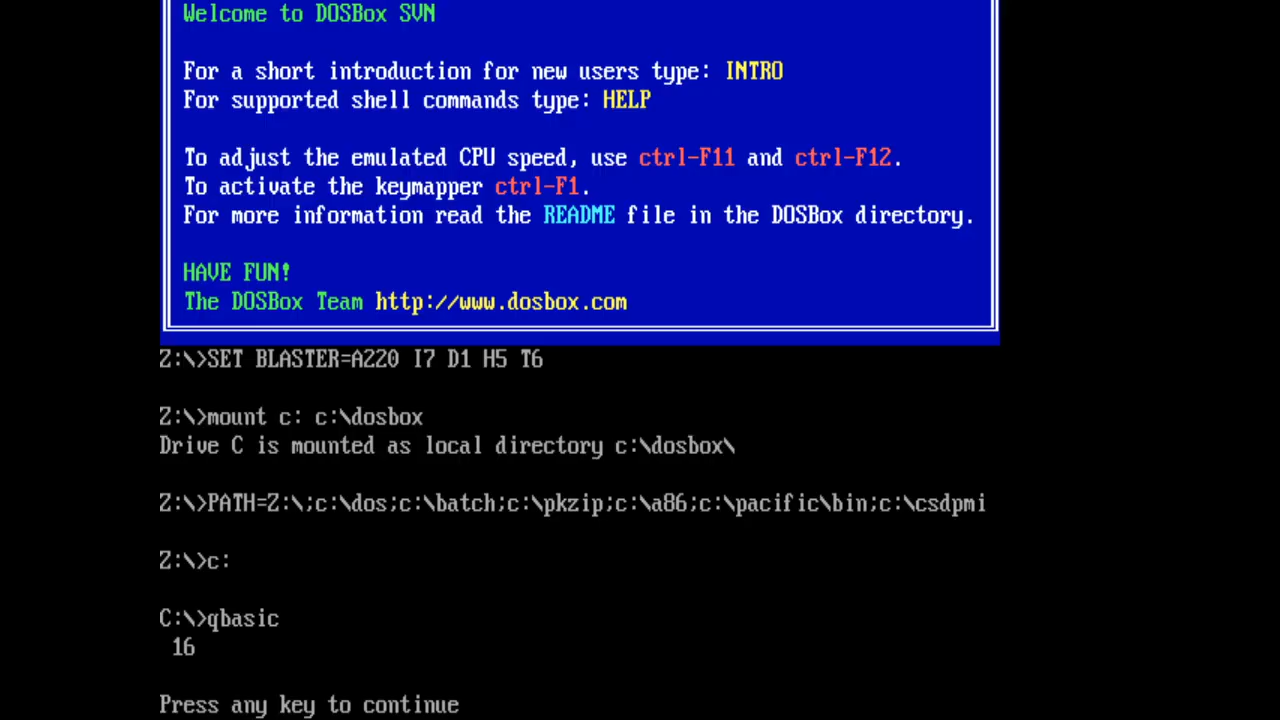 Welcome to DOSBox SVN
For a short introduction for new users type: INTRO
For supported shell commands type: HELP
To adjust the emulated CPU speed, use ctrl-F11 and ctrl-F12.
To activate the keymapper ctrl-F1.
For more information read the README file in the DOSBox directory.
HAVE FUN!
The DOSBox Team http://www.dosbox.com
Z:\>SET BLASTER=A220 I7 D1 H5 T6
Z:\>mount c: c:\dosbox
Drive C is mounted as local directory c:\dosbox\
Z:\>PATH=Z:\;c:\dos;c:\batch;c:\pkzip;c:\a86;c:\pacific\bin;c:\csdpmi
Z:\>c:
C:\>qbasic
16
Press any key to continue